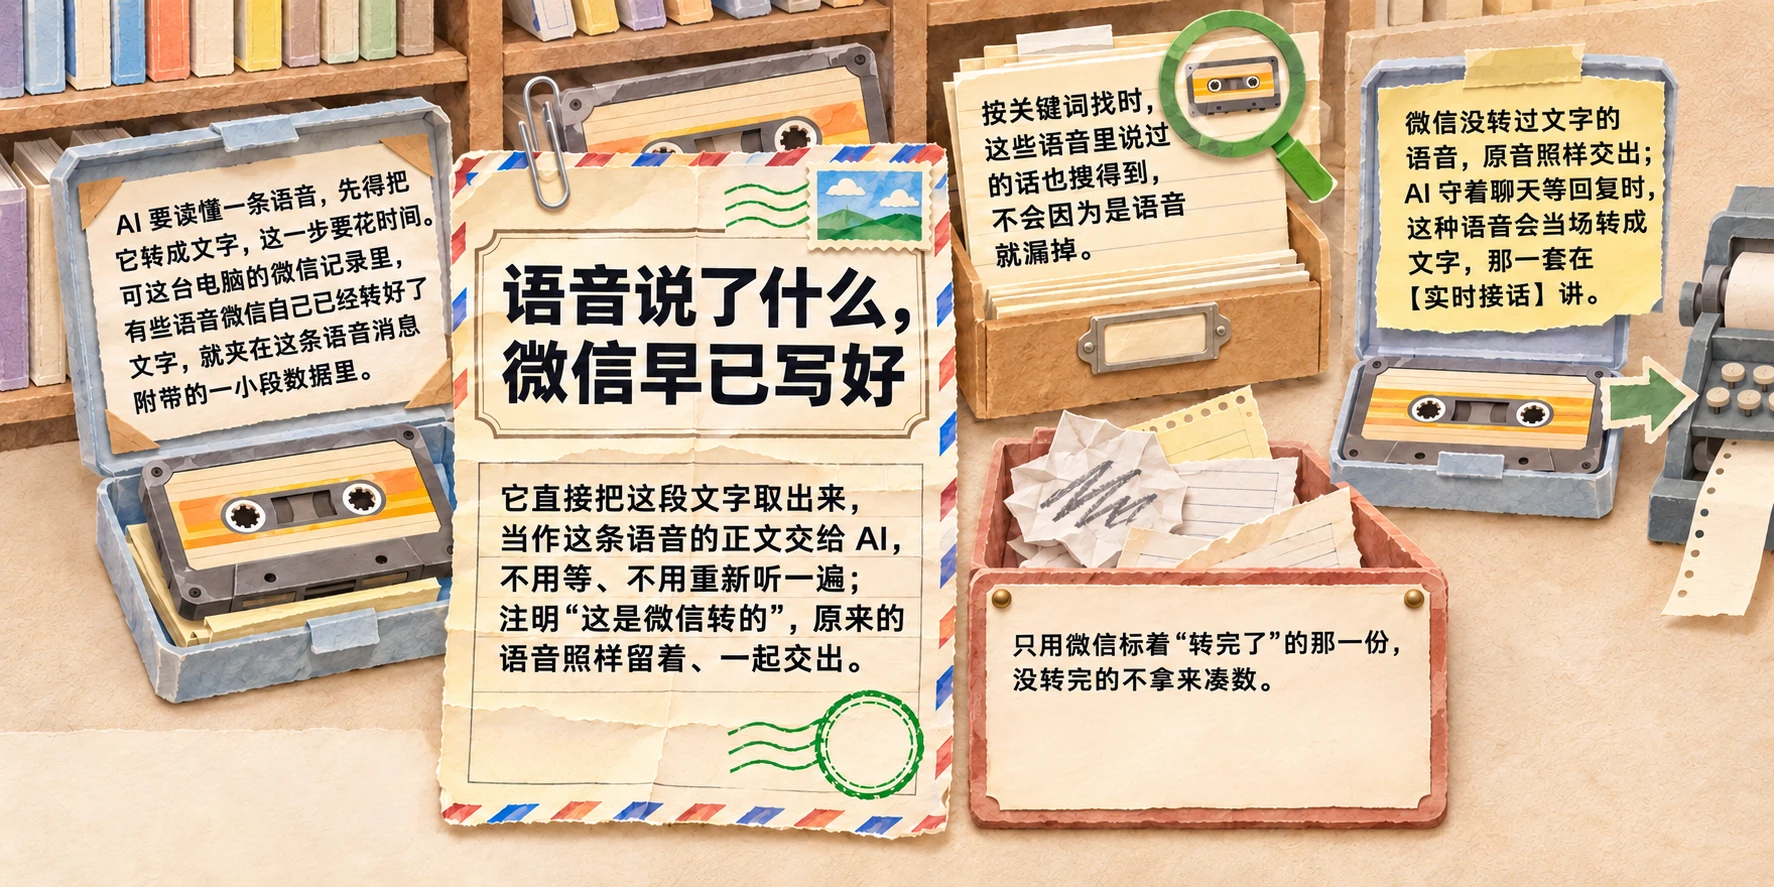 AI 要读懂一条语音，先得把
它转成文字，这一步要花时间。
可这台电脑的微信记录里，
有些语音微信自己已经转好了
文字，就夹在这条语音消息
附带的一小段数据里。
语音说了什么，
微信早已写好
它直接把这段文字取出来，
当作这条语音的正文交给 AI，
不用等、不用重新听一遍；
注明“这是微信转的”，原来的
语音照样留着、一起交出。
按关键词找时，
这些语音里说过
的话也搜得到，
不会因为是语音
就漏掉。
只用微信标着“转完了”的那一份，
没转完的不拿来凑数。
微信没转过文字的
语音，原音照样交出；
AI 守着聊天等回复时，
这种语音会当场转成
文字，那一套在
【实时接话】讲。